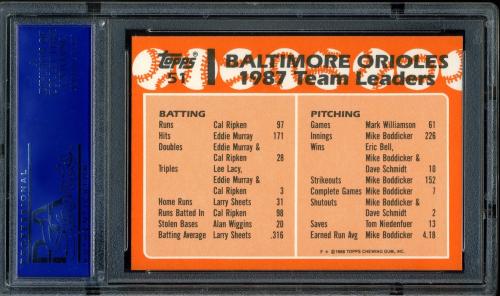 Topps
51
BALTIMORE ORIOLES
1987 Team Leaders
BATTING
Runs Cal Ripken 97
Hits Eddie Murray 171
Doubles Eddie Murray &
Cal Ripken 28
Triples Lee Lacy,
Eddie Murray &
Cal Ripken 3
Home Runs Larry Sheets 31
Runs Batted In Cal Ripken 98
Stolen Bases Alan Wiggins 20
Batting Average Larry Sheets .316
PITCHING
Games Mark Williamson 61
Innings Mike Boddicker 226
Wins Eric Bell,
Mike Boddicker &
Dave Schmidt 10
Strikeouts Mike Boddicker 152
Complete Games Mike Boddicker 7
Shutouts Mike Boddicker &
Dave Schmidt 2
Saves Tom Niedenfuer 13
Earned Run Avg Mike Boddicker 4.18
F * © 1988 TOPPS CHEWING GUM, INC.
PSA